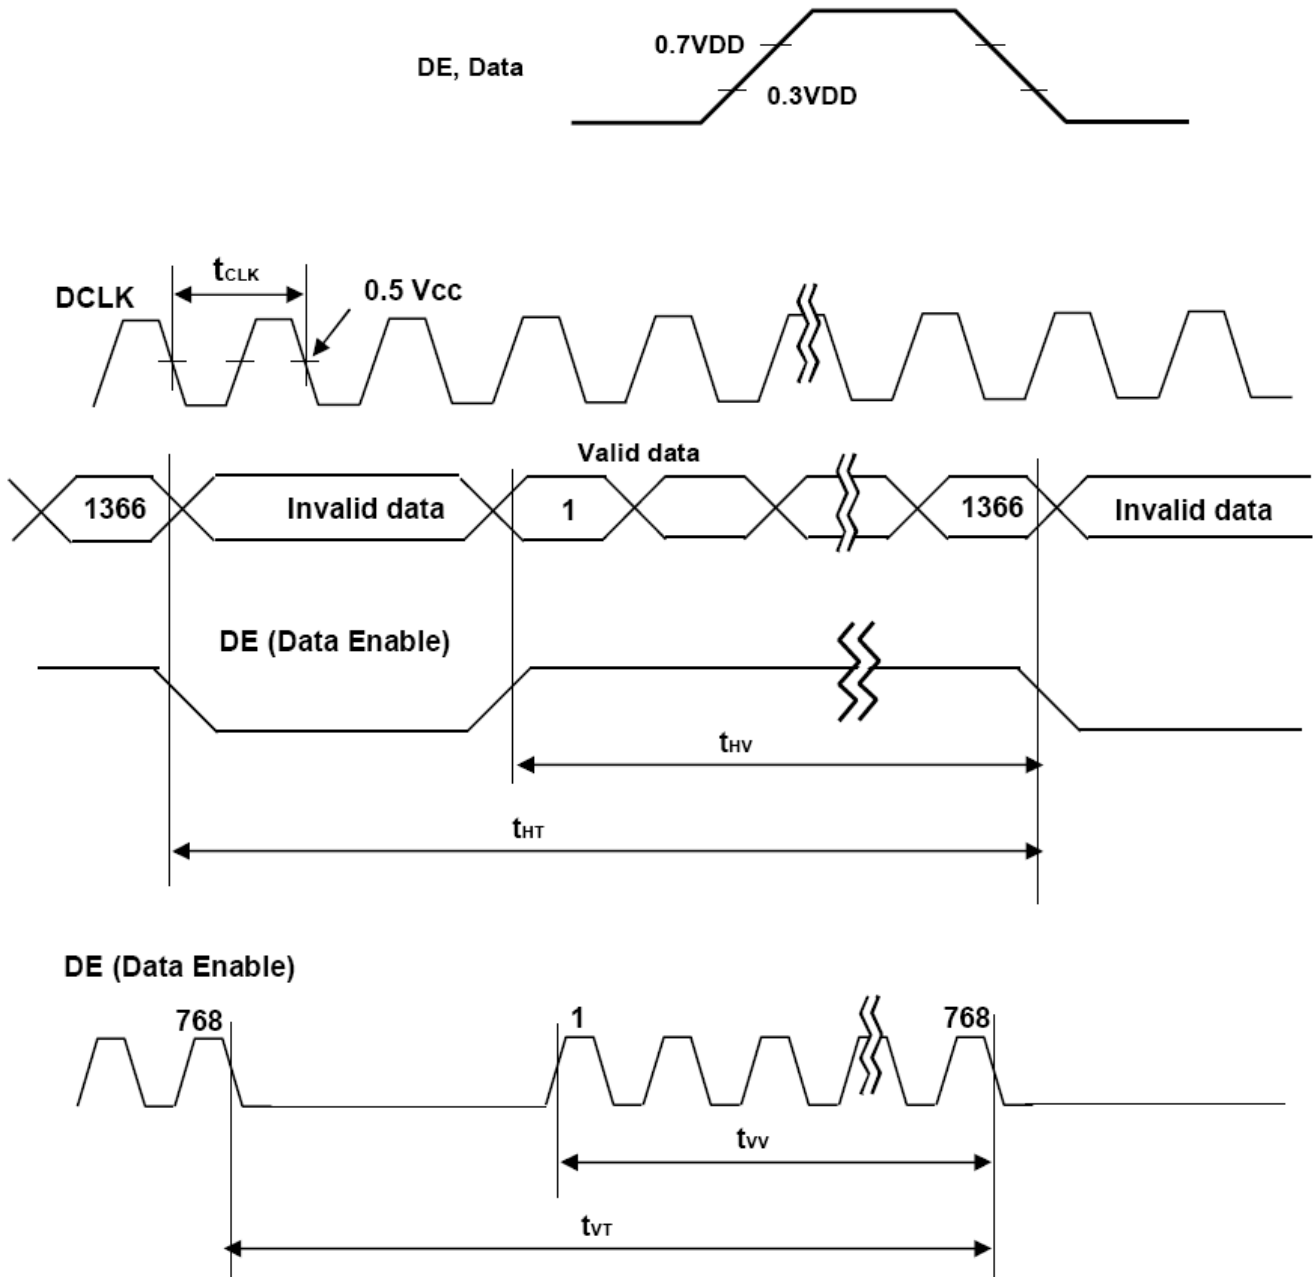 0.7VDD
DE, Data
0.3VDD
tCLK
DCLK
0.5 Vcc
Valid data
1366
Invalid data
1
1366
Invalid data
DE (Data Enable)
tHV
tHT
DE (Data Enable)
768
1
768
tVV
tVT